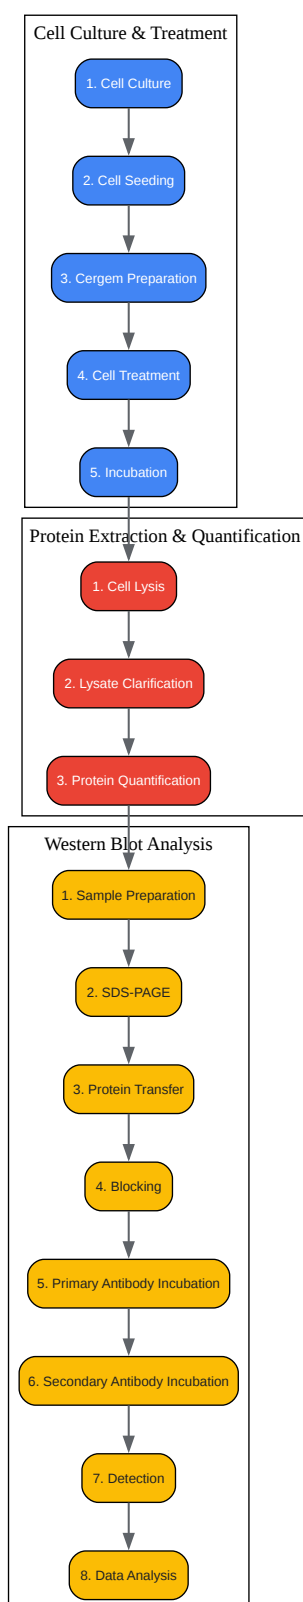 Cell Culture & Treatment
1. Cell Culture
2. Cell Seeding
3. Cergem Preparation
4. Cell Treatment
5. Incubation
Protein Extraction & Quantification
1. Cell Lysis
2. Lysate Clarification
3. Protein Quantification
Western Blot Analysis
1. Sample Preparation
2. SDS-PAGE
3. Protein Transfer
4. Blocking
5. Primary Antibody Incubation
6. Secondary Antibody Incubation
7. Detection
8. Data Analysis